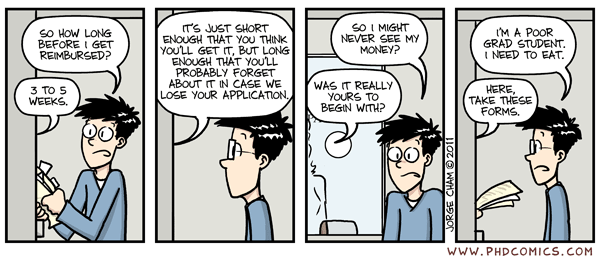 SO HOW LONG
BEFORE I GET
REIMBURSED?
3 TO 5
WEEKS.
IT'S JUST SHORT
ENOUGH THAT YOU THINK
YOU'LL GET IT, BUT LONG
ENOUGH THAT YOU'LL
PROBABLY FORGET
ABOUT IT IN CASE WE
LOSE YOUR APPLICATION.
SO I MIGHT
NEVER SEE MY
MONEY?
WAS IT REALLY
YOURS TO
BEGIN WITH?
JORGE CHAM © 2011
I'M A POOR
GRAD STUDENT.
I NEED TO EAT.
HERE,
TAKE THESE
FORMS.
WWW.PHDCOMICS.COM